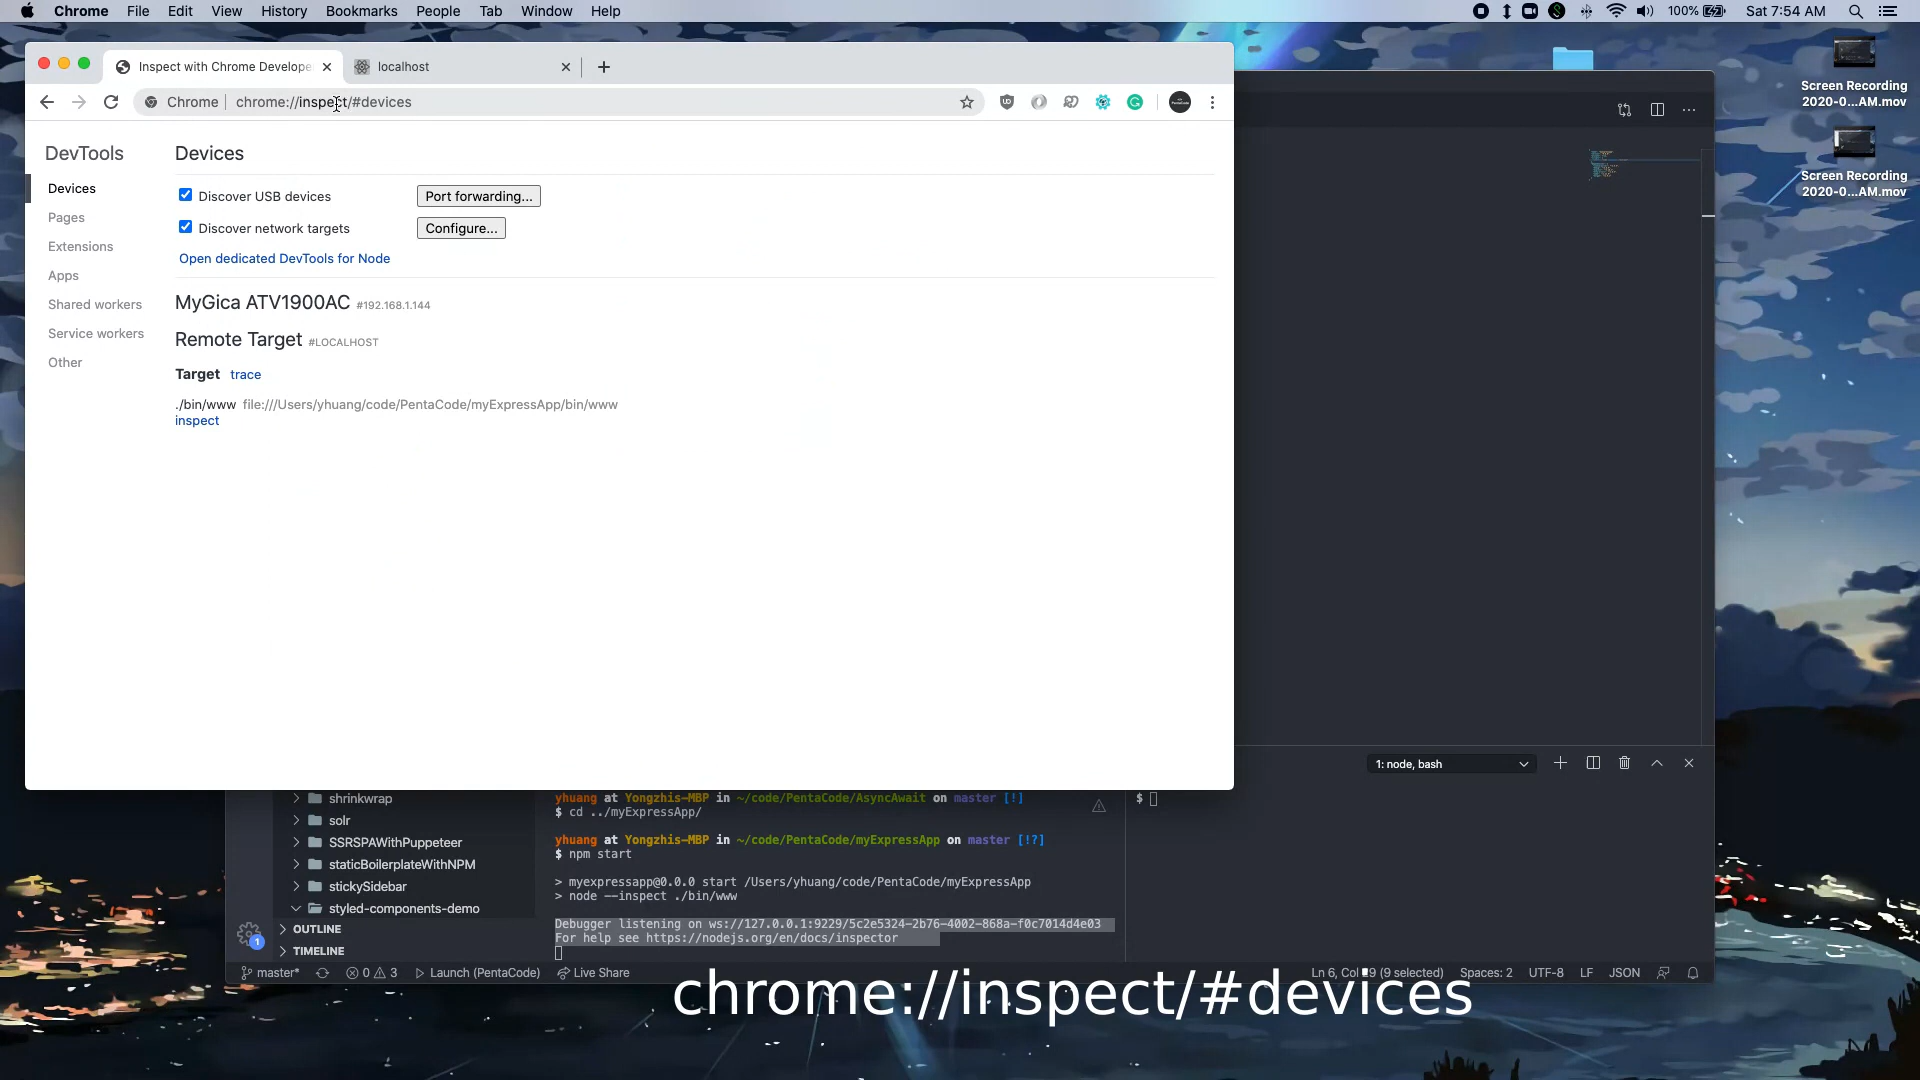 Chrome File Edit View History Bookmarks People Tab Window Help
100% Sat 7:54 AM
Screen Recording
2020-0...AM.mov
Screen Recording
2020-0...AM.mov
Inspect with Chrome Develope
localhost
Chrome chrome://inspect/#devices
DevTools
Devices
Pages
Extensions
Apps
Shared workers
Service workers
Other
Devices
Discover USB devices Port forwarding...
Discover network targets Configure...
Open dedicated DevTools for Node
MyGica ATV1900AC #192.168.1.144
Remote Target #LOCALHOST
Target trace
./bin/www file:///Users/yhuang/code/PentaCode/myExpressApp/bin/www
inspect
1: node, bash
shrinkwrap
solr
SSRSPAWithPuppeteer
staticBoilerplateWithNPM
stickySidebar
styled-components-demo
OUTLINE
TIMELINE
yhuang at Yongzhis-MBP in ~/code/PentaCode/AsyncAwait on master [!]
$ cd ../myExpressApp/
yhuang at Yongzhis-MBP in ~/code/PentaCode/myExpressApp on master [!?]
$ npm start
> myexpressapp@0.0.0 start /Users/yhuang/code/PentaCode/myExpressApp
> node --inspect ./bin/www
Debugger listening on ws://127.0.0.1:9229/5c2e5324-2b76-4002-868a-f0c7014d4e03
For help see https://nodejs.org/en/docs/inspector
$
1
master* 0 3 Launch (PentaCode) Live Share
Ln 6, Col 29 (9 selected) Spaces: 2 UTF-8 LF JSON
chrome://inspect/#devices